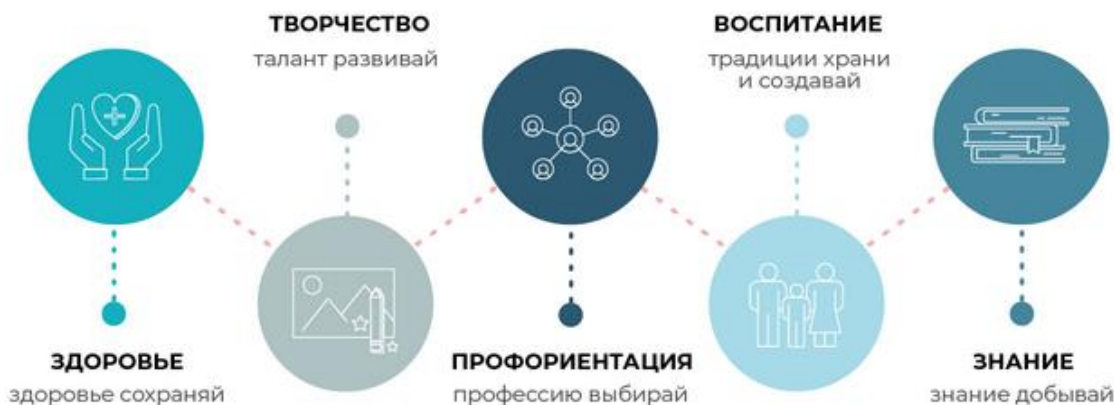 ТВОРЧЕСТВО
талант развивай
ВОСПИТАНИЕ
традиции храни
и создавай
ЗДОРОВЬЕ
здоровье сохраняй
ПРОФОРИЕНТАЦИЯ
профессию выбирай
ЗНАНИЕ
знание добывай